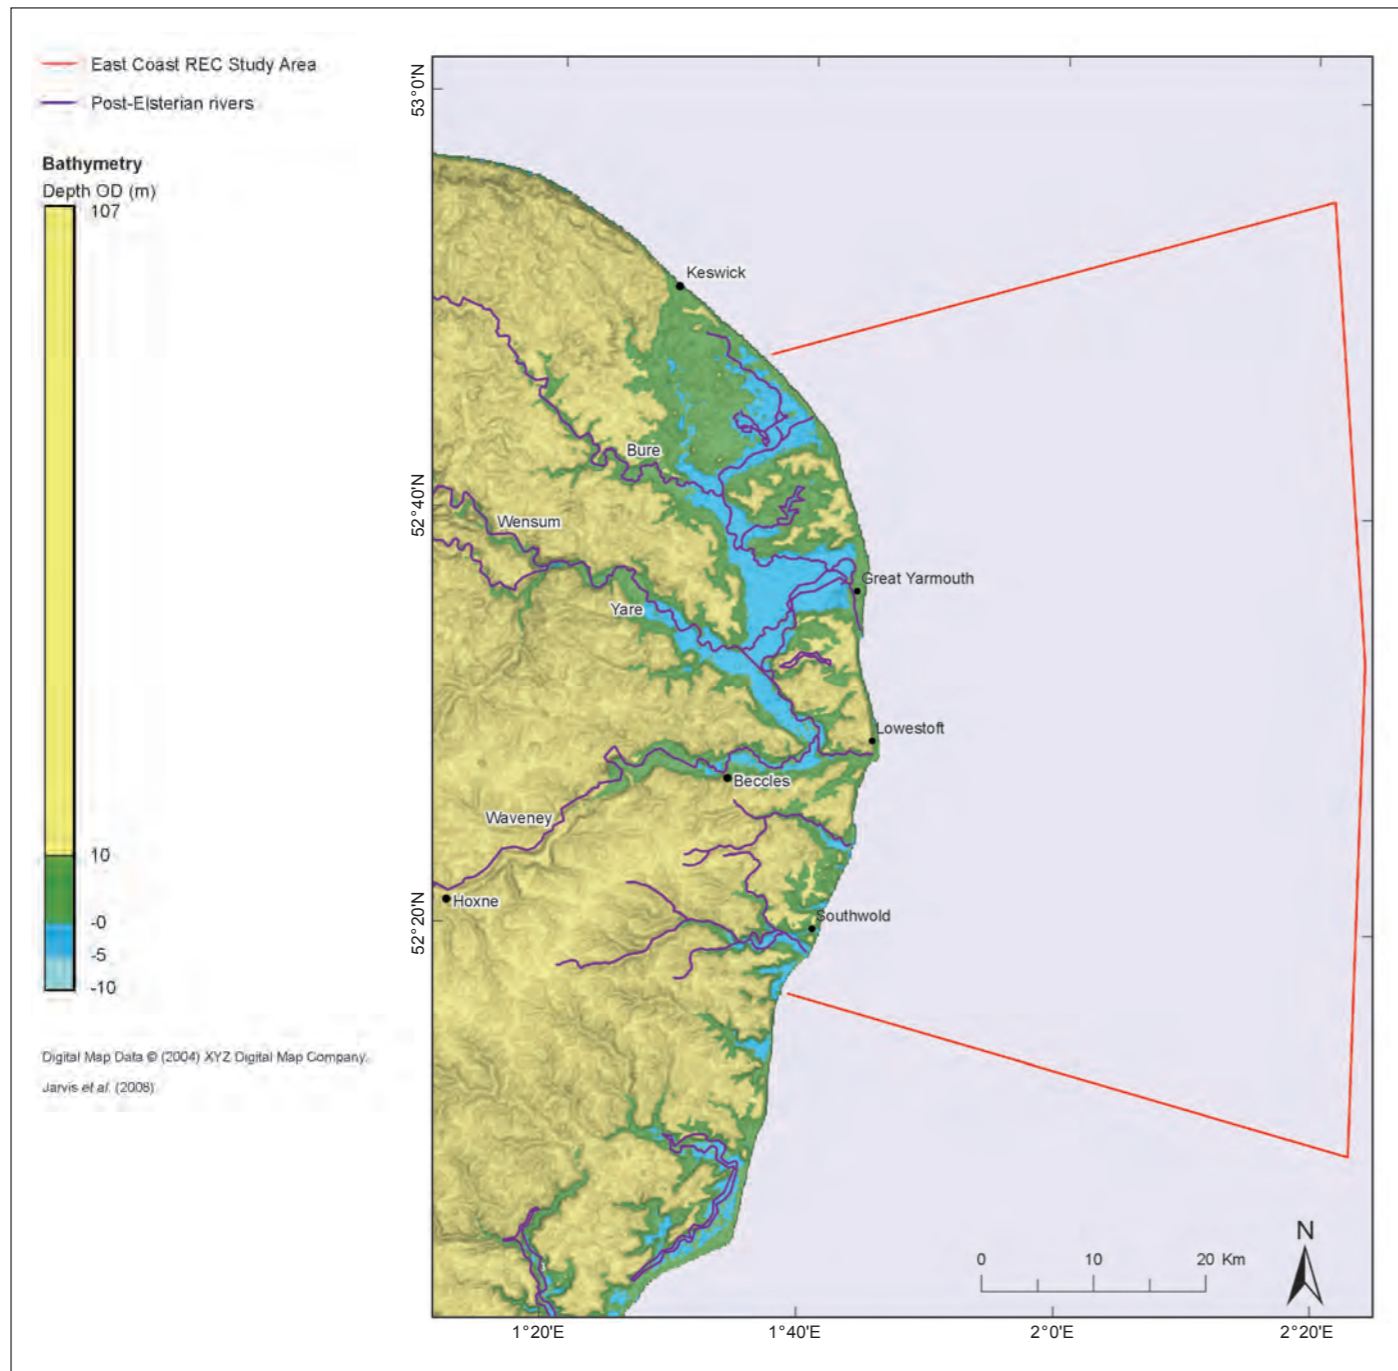 East Coast REC Study Area
Post-Elsterian rivers
Bathymetry
Depth OD (m)
107
10
-0
-5
-10
Digital Map Data © (2004) XYZ Digital Map Company.
Jarvis et al. (2008)
53°0'N
52°40'N
52°20'N
Keswick
Bure
Wensum
Great Yarmouth
Yare
Lowestoft
Beccles
Waveney
Hoxne
Southwold
N
0 10 20 Km
1°20'E 1°40'E 2°0'E 2°20'E